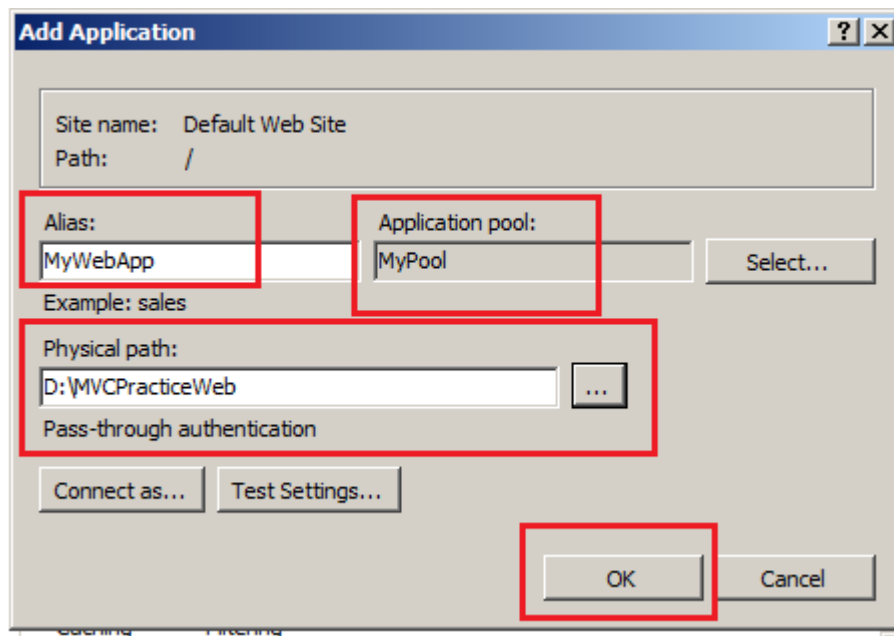 Add Application
Site name: Default Web Site
Path: /
Alias:
Application pool:
MyWebApp
MyPool
Select...
Example: sales
Physical path:
D:\MVCPracticeWeb
...
Pass-through authentication
Connect as...
Test Settings...
OK
Cancel